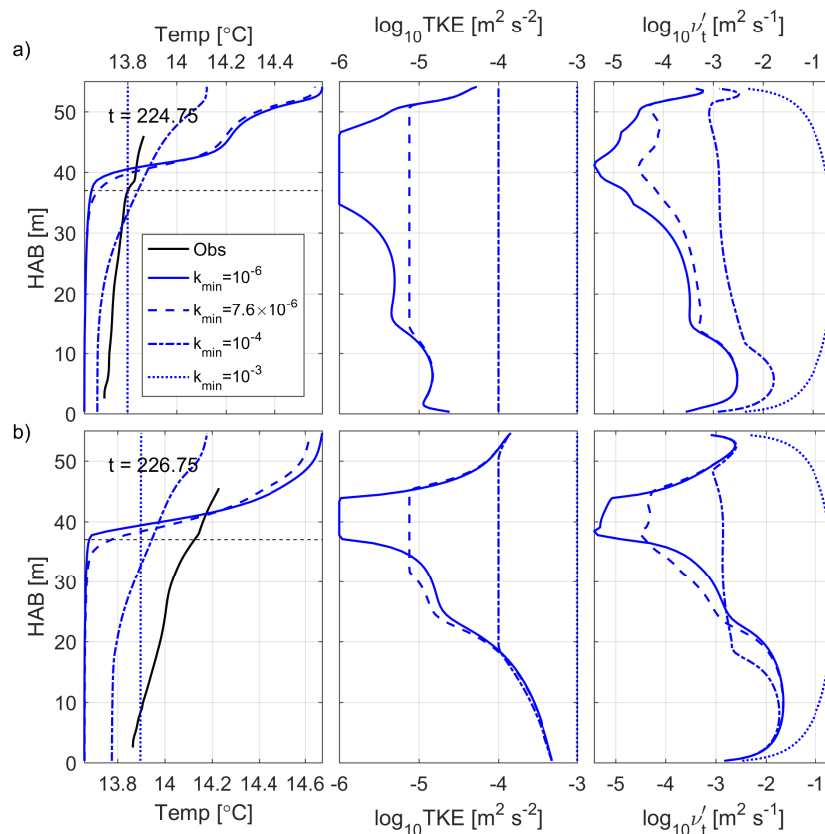 a)
Temp [°C]
13.8 14 14.2 14.4
log₁₀TKE [m² s⁻²]
-6 -5 -4 -3
log₁₀ν′ₜ [m² s⁻¹]
-5 -4 -3 -2 -1
HAB [m]
50
40
30
20
10
0
t = 224.75
Obs
kₘᵢₙ=10⁻⁶
kₘᵢₙ=7.6×10⁻⁶
kₘᵢₙ=10⁻⁴
kₘᵢₙ=10⁻³
b)
HAB [m]
50
40
30
20
10
0
t = 226.75
13.8 14 14.2 14.4 14.6
Temp [°C]
-6 -5 -4 -3
log₁₀TKE [m² s⁻²]
-5 -4 -3 -2 -1
log₁₀ν′ₜ [m² s⁻¹]